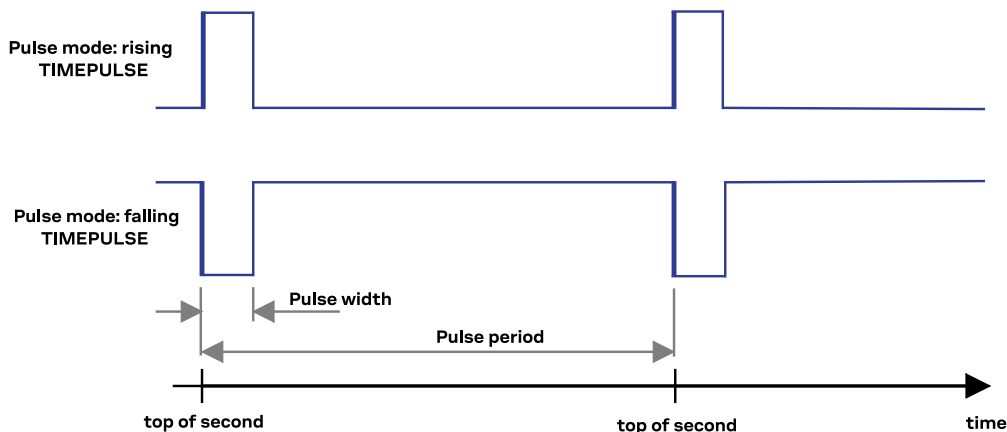 Pulse mode: rising
TIMEPULSE
Pulse mode: falling
TIMEPULSE
Pulse width
Pulse period
top of second
top of second
time